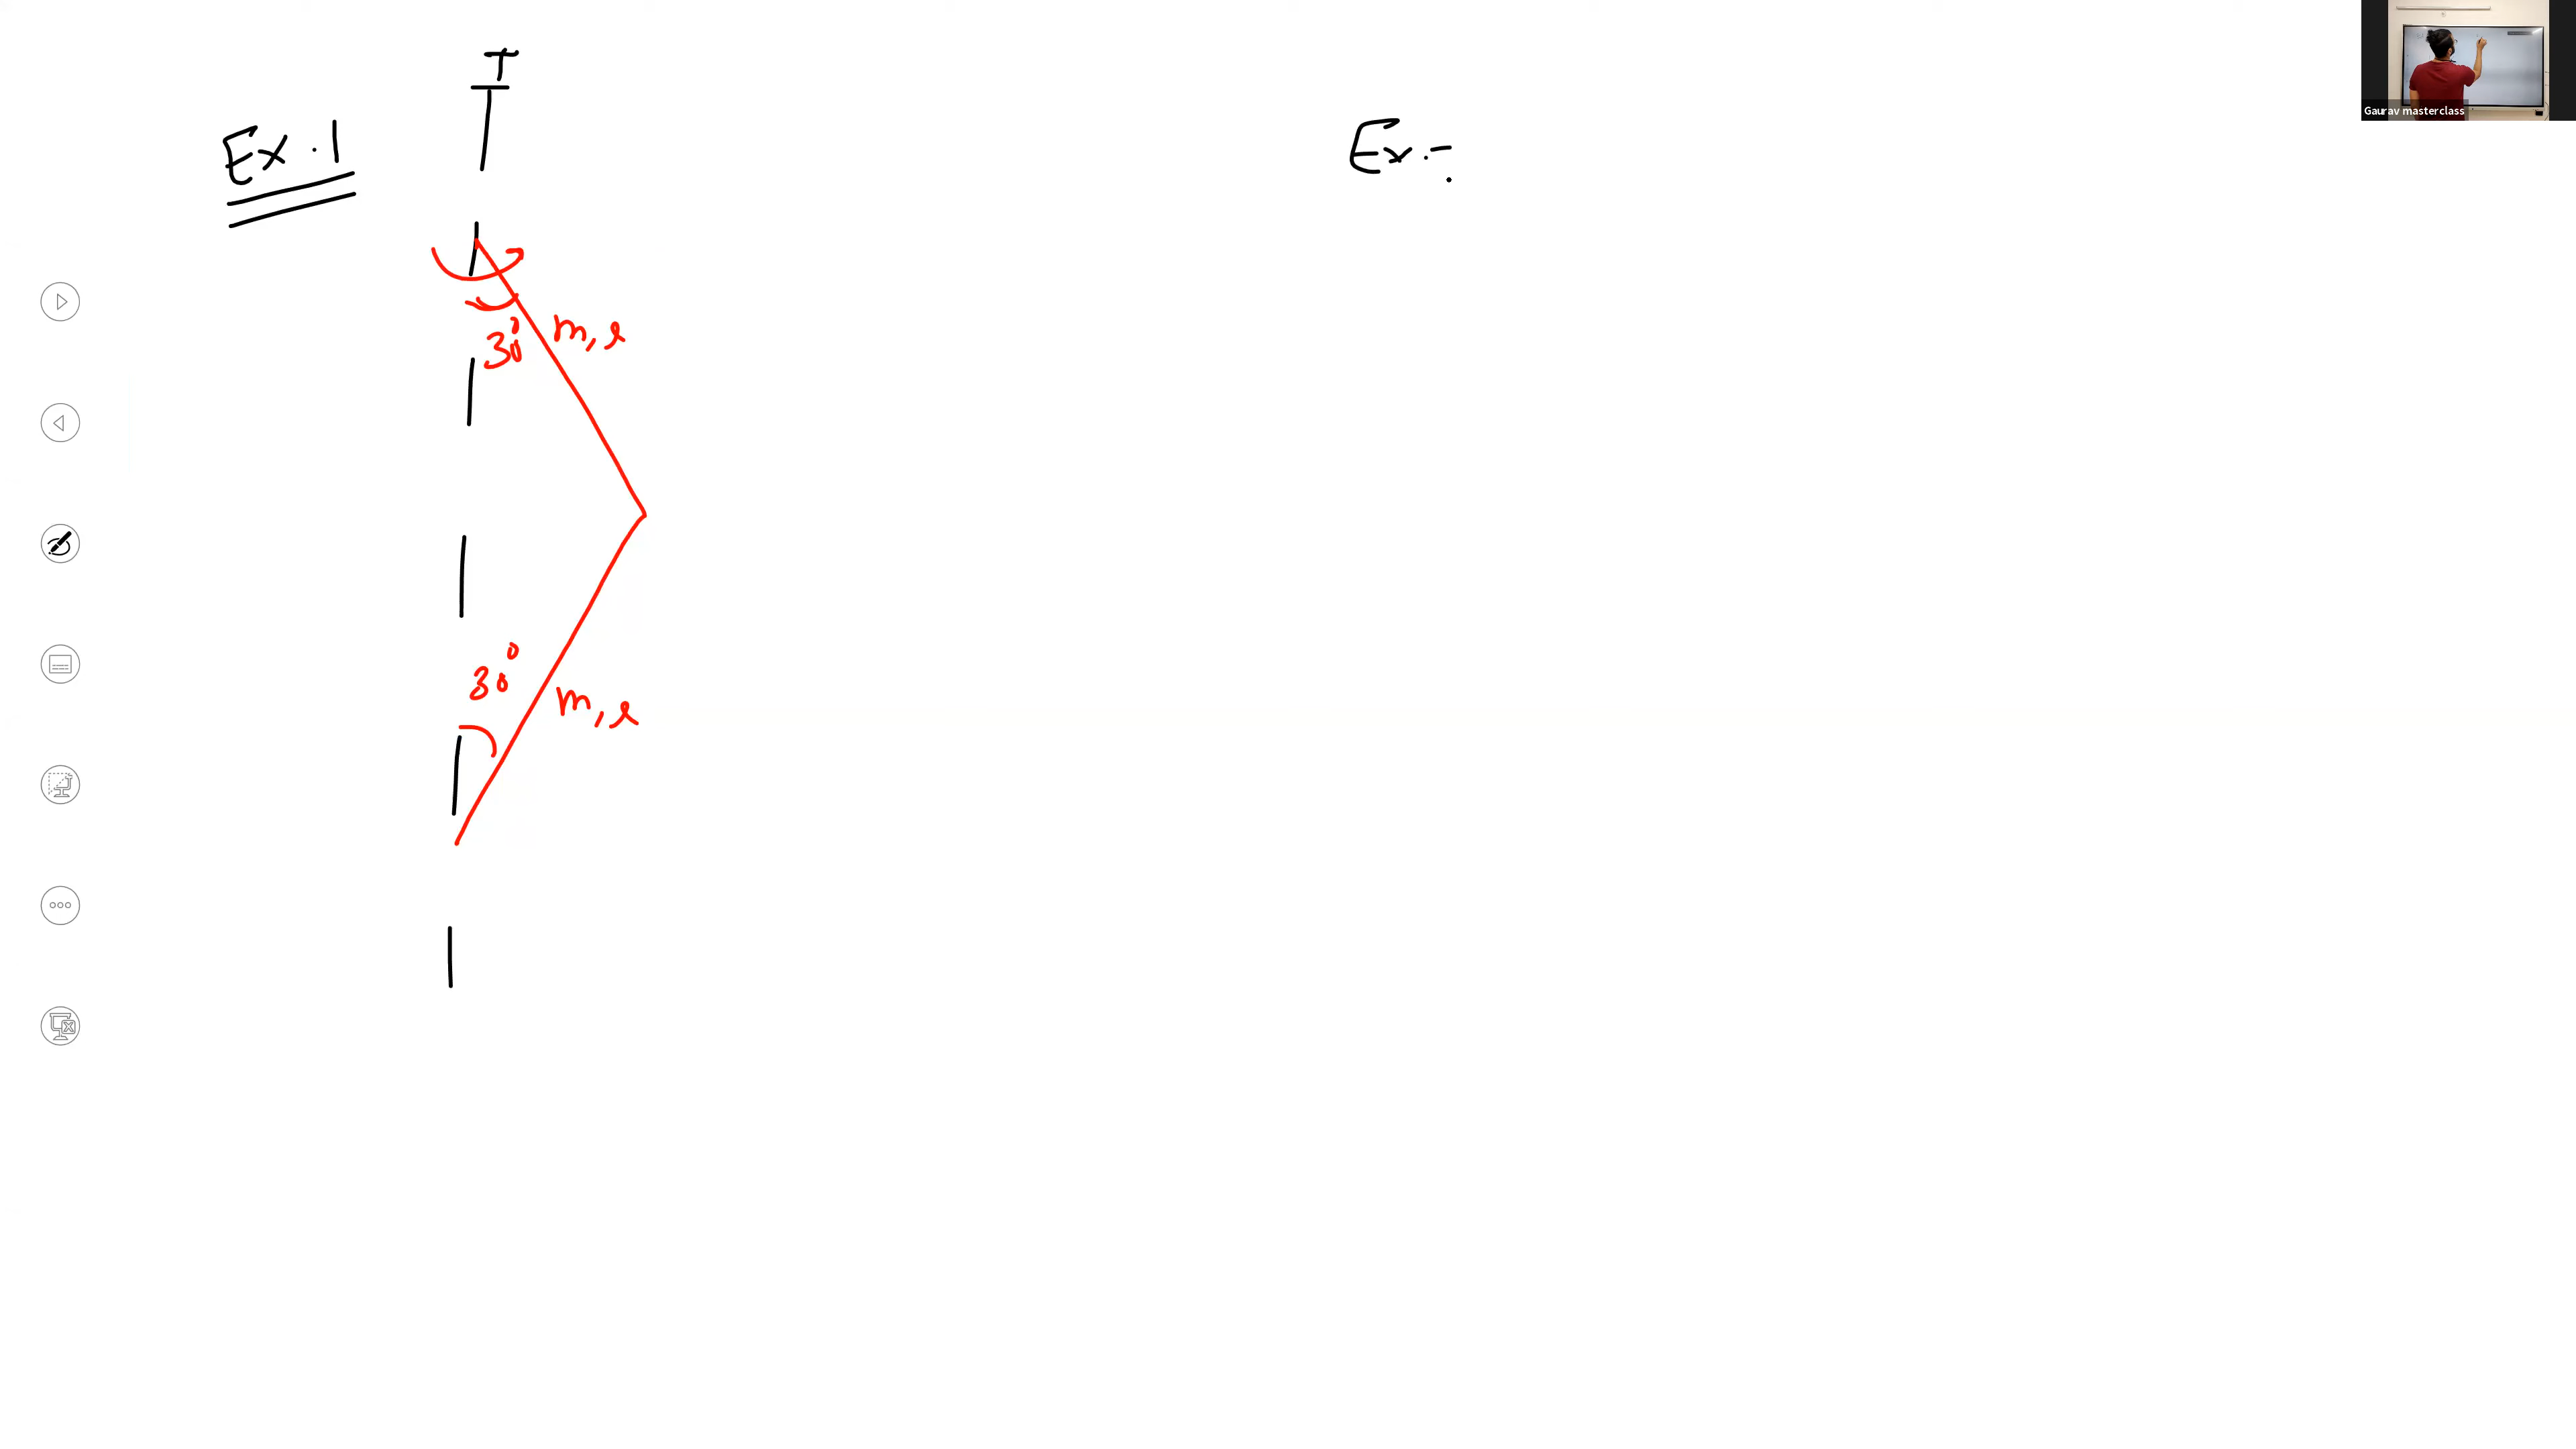 I
Ex.1
Ex.-
30°
m, l
30°
m, l
Gaurav masterclass